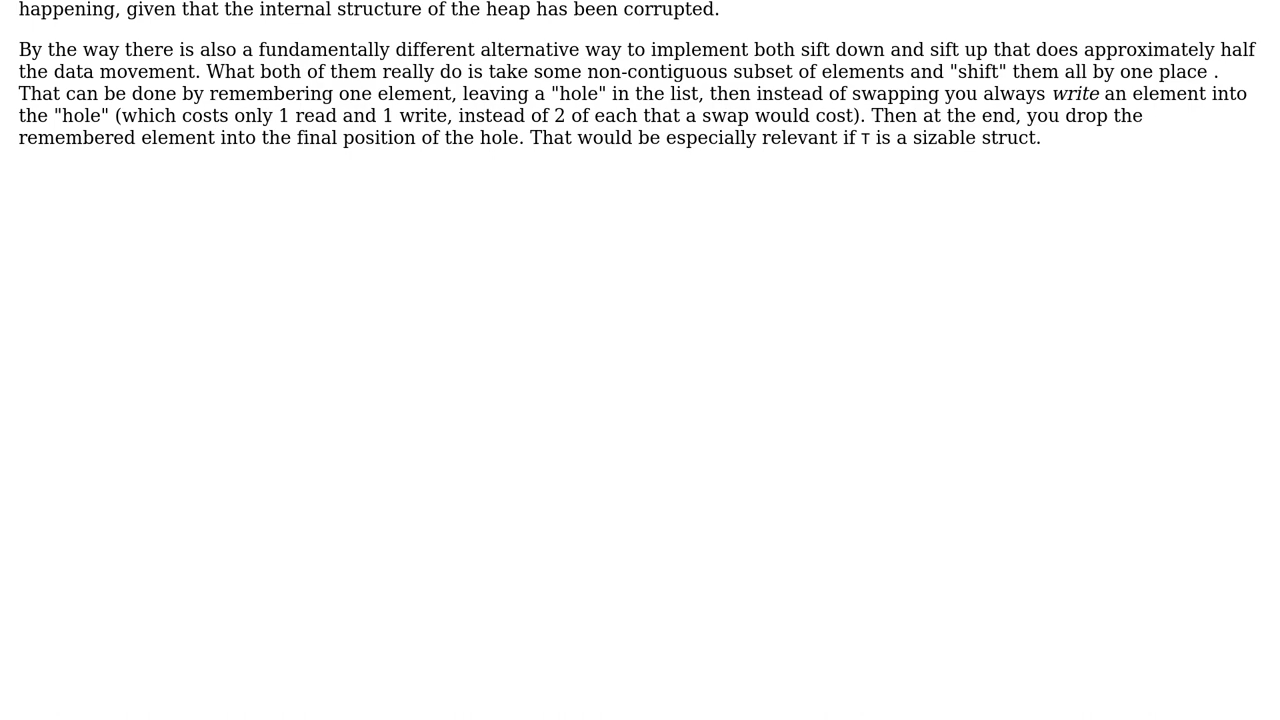 happening, given that the internal structure of the heap has been corrupted.
By the way there is also a fundamentally different alternative way to implement both sift down and sift up that does approximately half
the data movement. What both of them really do is take some non-contiguous subset of elements and "shift" them all by one place .
That can be done by remembering one element, leaving a "hole" in the list, then instead of swapping you always write an element into
the "hole" (which costs only 1 read and 1 write, instead of 2 of each that a swap would cost). Then at the end, you drop the
remembered element into the final position of the hole. That would be especially relevant if T is a sizable struct.